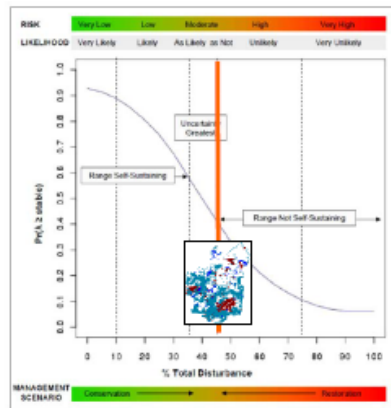 RISK Very Low Low Moderate High Very High
LIKELIHOOD Very Likely Likely As Likely as Not Unlikely Very Unlikely
1.0
0.9
0.8
0.7
0.6
0.5
0.4
0.3
0.2
0.1
0.0
Pr(λ ≥ stable)
Greatest
Range Self-Sustaining
Range Not Self-Sustaining
0 10 20 30 40 50 60 70 80 90 100
% Total Disturbance
MANAGEMENT
SCENARIO
Conservation
Restoration